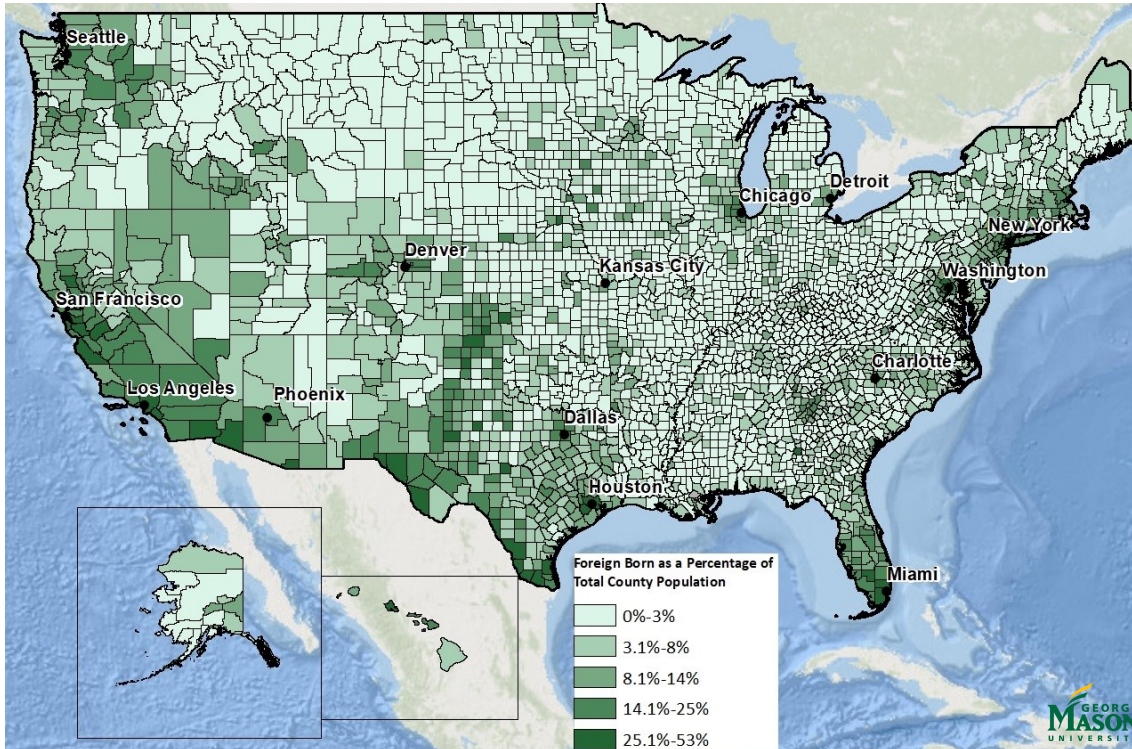 Seattle
Chicago
Detroit
New York
Denver
Kansas City
Washington
San Francisco
Charlotte
Los Angeles
Phoenix
Dallas
Houston
Miami
Foreign Born as a Percentage of
Total County Population
0%-3%
3.1%-8%
8.1%-14%
14.1%-25%
25.1%-53%
GEORG
MASON
UNIVERSIT